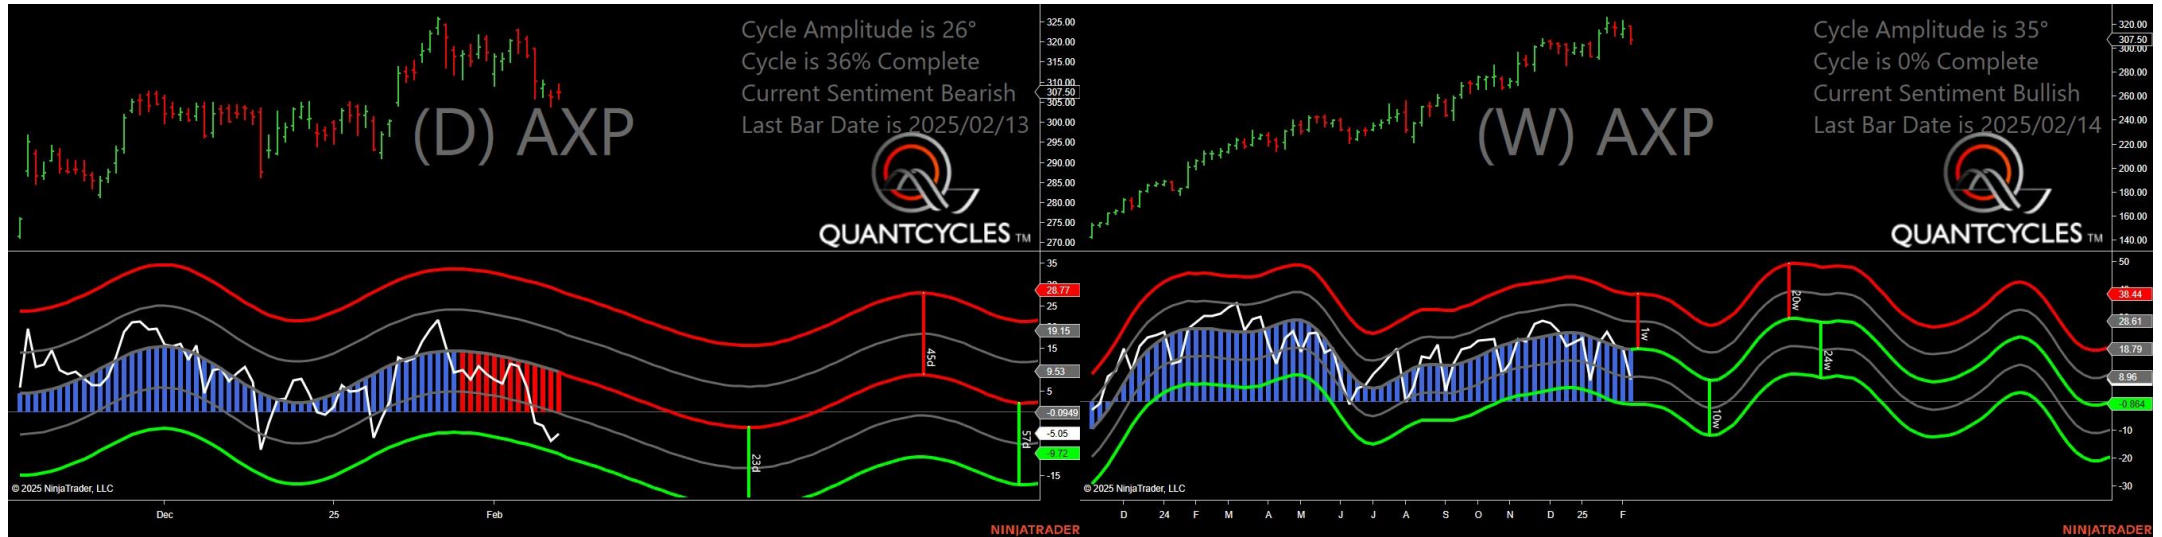 Cycle Amplitude is 26°
Cycle is 36% Complete
Current Sentiment Bearish
Last Bar Date is 2025/02/13
(D) AXP
QUANTCYCLES TM
325.00
320.00
315.00
310.00
307.50
305.00
300.00
295.00
290.00
285.00
280.00
275.00
270.00
35
28.77
25
19.15
15
9.53
5
-0.0949
-5.05
-9.72
-15
45d
23d
57d
© 2025 NinjaTrader, LLC
Dec
25
Feb
NINJATRADER
Cycle Amplitude is 35°
Cycle is 0% Complete
Current Sentiment Bullish
Last Bar Date is 2025/02/14
(W) AXP
QUANTCYCLES TM
320.00
307.50
300.00
280.00
260.00
240.00
220.00
200.00
180.00
160.00
140.00
50
38.44
28.61
18.79
8.96
-0.864
-10
-20
-30
1w
20w
24w
10w
© 2025 NinjaTrader, LLC
D 24 F M A M J J A S O N D 25 F
NINJATRADER